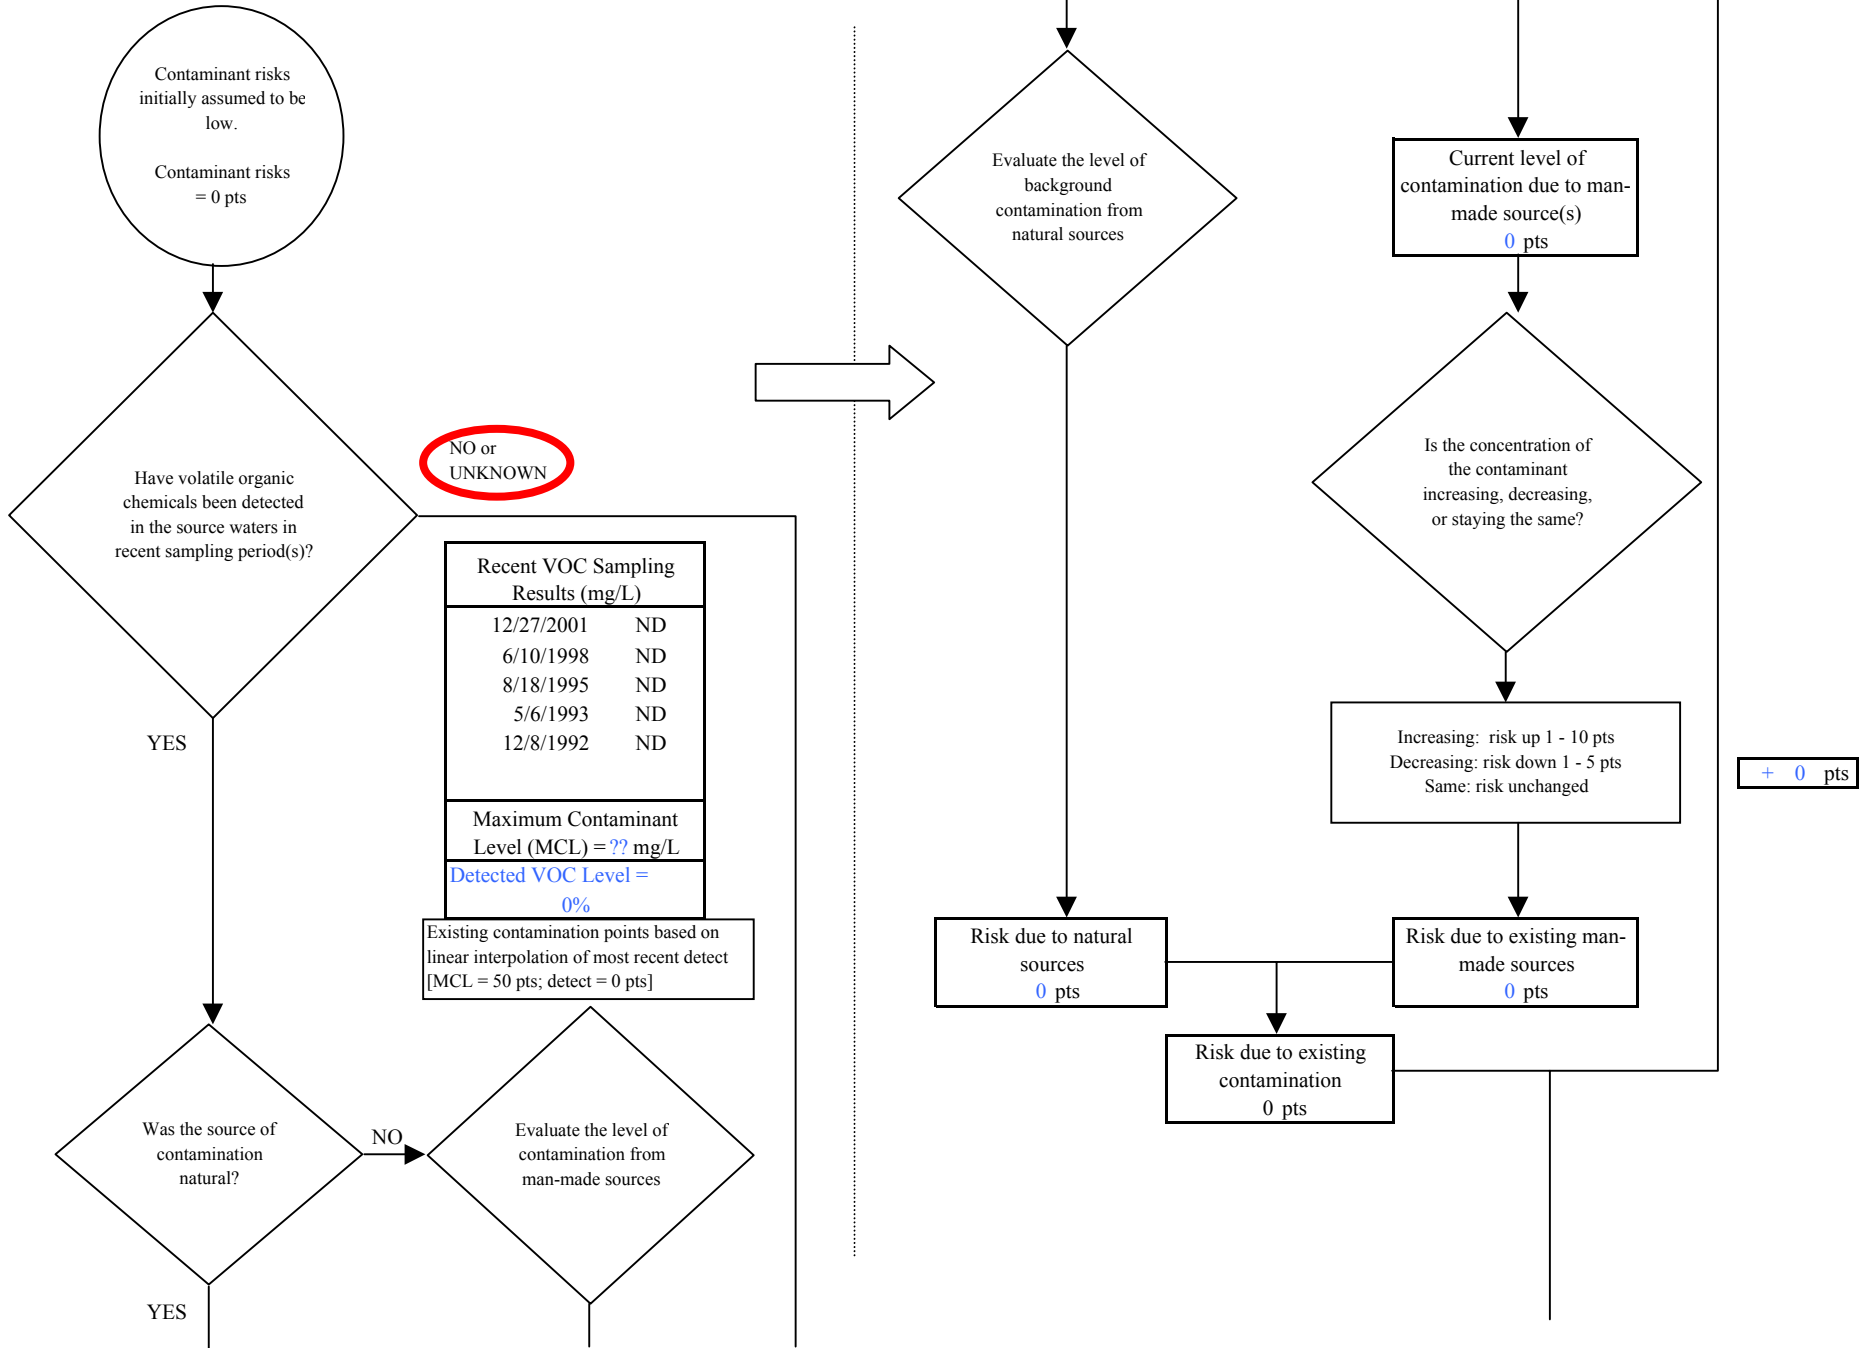 Contaminant risks
initially assumed to be
low.
Contaminant risks
= 0 pts
Have volatile organic
chemicals been detected
in the source waters in
recent sampling period(s)?
NO or
UNKNOWN
YES
Recent VOC Sampling
Results (mg/L)
12/27/2001 ND
6/10/1998 ND
8/18/1995 ND
5/6/1993 ND
12/8/1992 ND
Maximum Contaminant
Level (MCL) = ?? mg/L
Detected VOC Level =
0%
Existing contamination points based on
linear interpolation of most recent detect
[MCL = 50 pts; detect = 0 pts]
Was the source of
contamination
natural?
NO
YES
Evaluate the level of
contamination from
man-made sources
Evaluate the level of
background
contamination from
natural sources
Current level of
contamination due to man-
made source(s)
0 pts
Is the concentration of
the contaminant
increasing, decreasing,
or staying the same?
Increasing: risk up 1 - 10 pts
Decreasing: risk down 1 - 5 pts
Same: risk unchanged
+ 0 pts
Risk due to natural
sources
0 pts
Risk due to existing man-
made sources
0 pts
Risk due to existing
contamination
0 pts